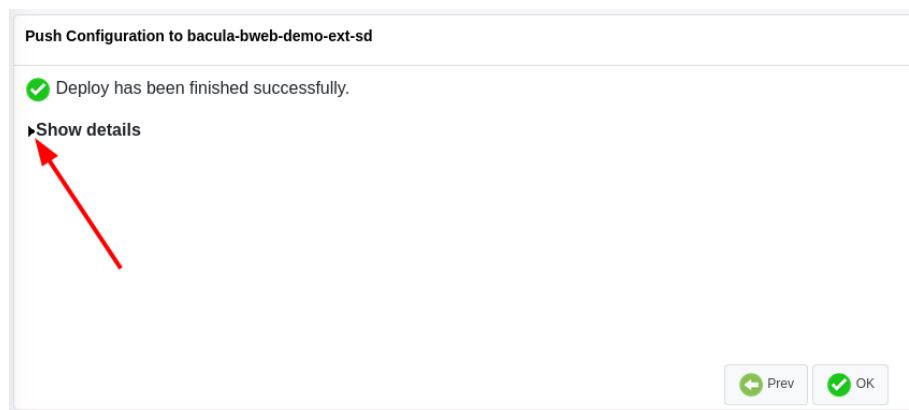 Push Configuration to bacula-bweb-demo-ext-sd
Deploy has been finished successfully.
Show details
Prev
OK